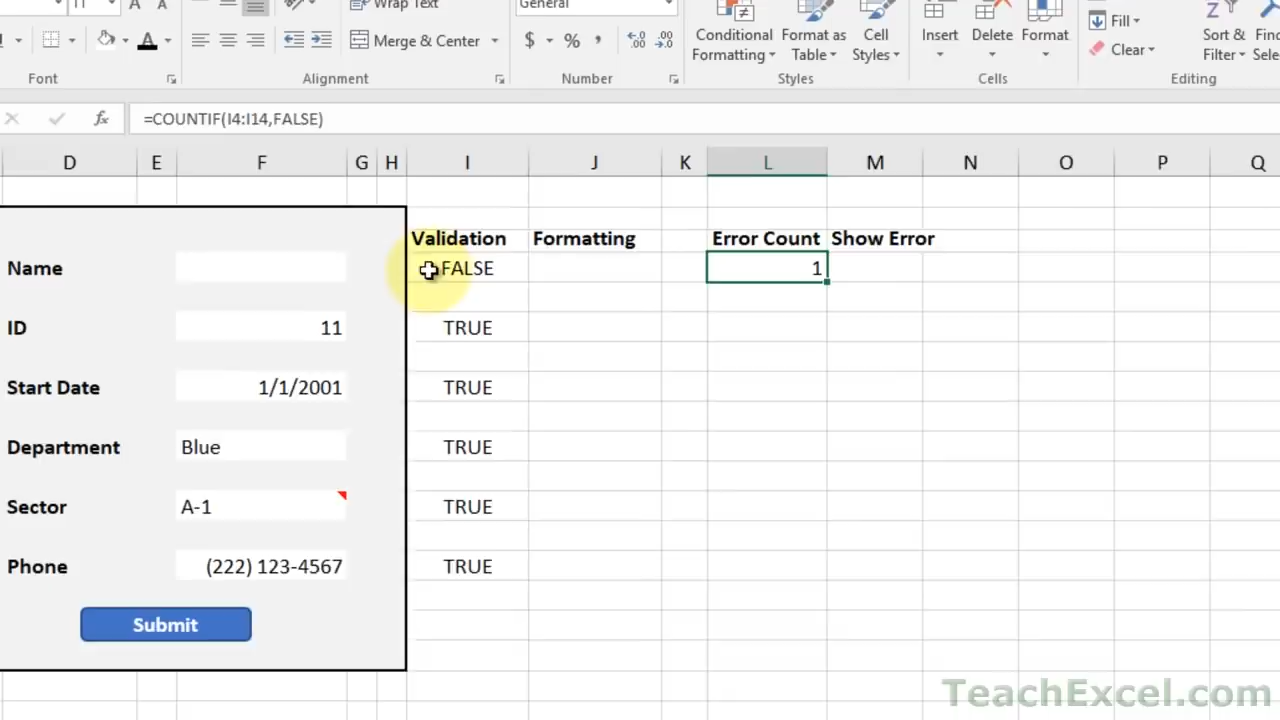 11 A A Wrap Text General
$ % , Merge & Center
Conditional Formatting Format as Table Cell Styles Insert Delete Format Fill Clear Sort & Filter
Font Alignment Number Styles Cells Editing
fx =COUNTIF(I4:I14,FALSE)
D E F G H I J K L M N O P Q
Validation Formatting Error Count Show Error
Name FALSE 1
ID 11 TRUE
Start Date 1/1/2001 TRUE
Department Blue TRUE
Sector A-1 TRUE
Phone (222) 123-4567 TRUE
Submit
TeachExcel.com